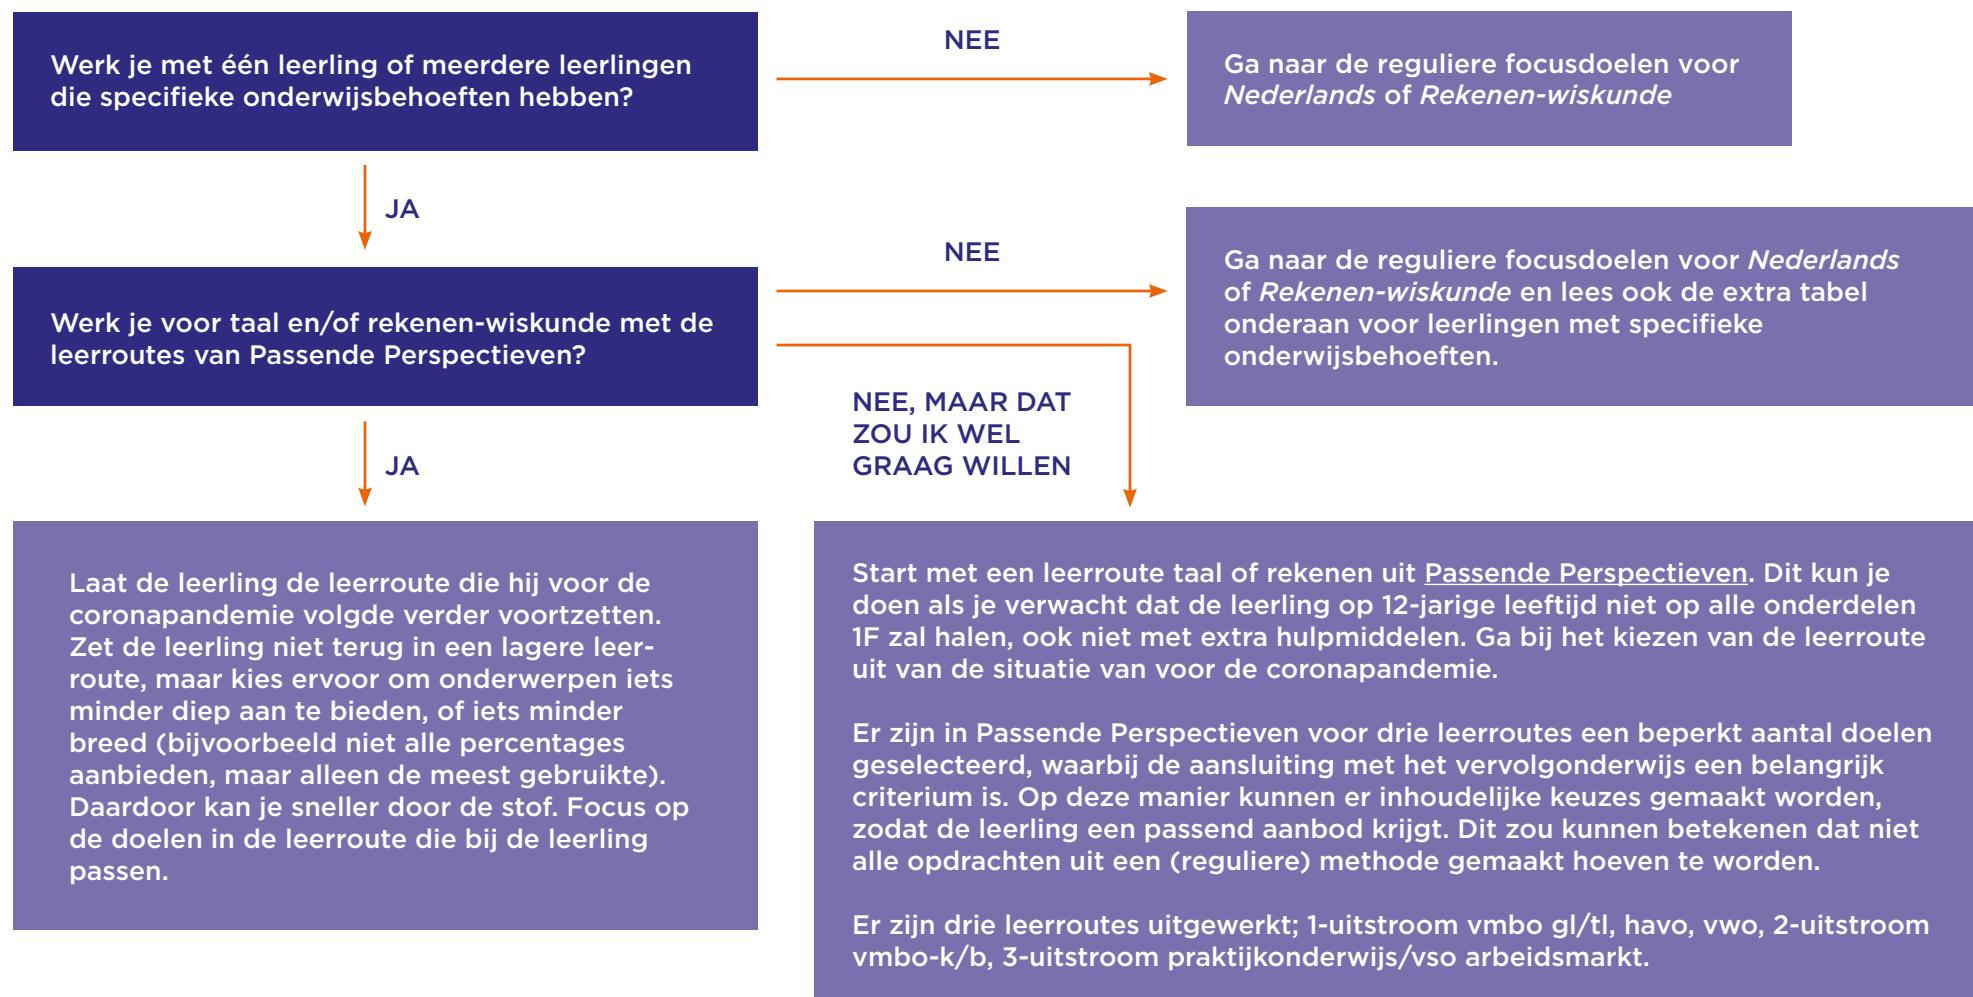 Werk je met één leerling of meerdere leerlingen
die specifieke onderwijsbehoeften hebben?
NEE
Ga naar de reguliere focusdoelen voor
Nederlands of Rekenen-wiskunde
JA
Werk je voor taal en/of rekenen-wiskunde met de
leerroutes van Passende Perspectieven?
NEE
Ga naar de reguliere focusdoelen voor Nederlands
of Rekenen-wiskunde en lees ook de extra tabel
onderaan voor leerlingen met specifieke
onderwijsbehoeften.
NEE, MAAR DAT
ZOU IK WEL
GRAAG WILLEN
JA
Laat de leerling de leerroute die hij voor de
coronapandemie volgde verder voortzetten.
Zet de leerling niet terug in een lagere leer-
route, maar kies ervoor om onderwerpen iets
minder diep aan te bieden, of iets minder
breed (bijvoorbeeld niet alle percentages
aanbieden, maar alleen de meest gebruikte).
Daardoor kan je sneller door de stof. Focus op
de doelen in de leerroute die bij de leerling
passen.
Start met een leerroute taal of rekenen uit Passende Perspectieven. Dit kun je
doen als je verwacht dat de leerling op 12-jarige leeftijd niet op alle onderdelen
1F zal halen, ook niet met extra hulpmiddelen. Ga bij het kiezen van de leerroute
uit van de situatie van voor de coronapandemie.
Er zijn in Passende Perspectieven voor drie leerroutes een beperkt aantal doelen
geselecteerd, waarbij de aansluiting met het vervolgonderwijs een belangrijk
criterium is. Op deze manier kunnen er inhoudelijke keuzes gemaakt worden,
zodat de leerling een passend aanbod krijgt. Dit zou kunnen betekenen dat niet
alle opdrachten uit een (reguliere) methode gemaakt hoeven te worden.
Er zijn drie leerroutes uitgewerkt; 1-uitstroom vmbo gl/tl, havo, vwo, 2-uitstroom
vmbo-k/b, 3-uitstroom praktijkonderwijs/vso arbeidsmarkt.